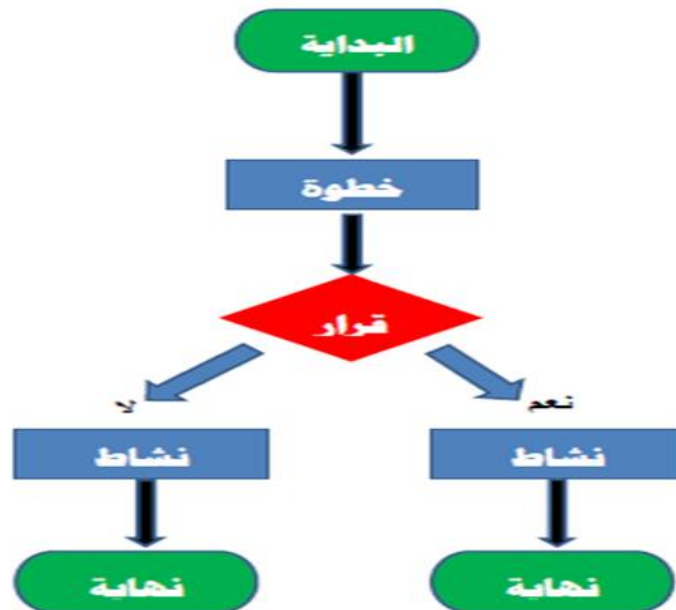 البداية
خطوة
قرار
نعم
لا
نشاط
نشاط
نهاية
نهاية